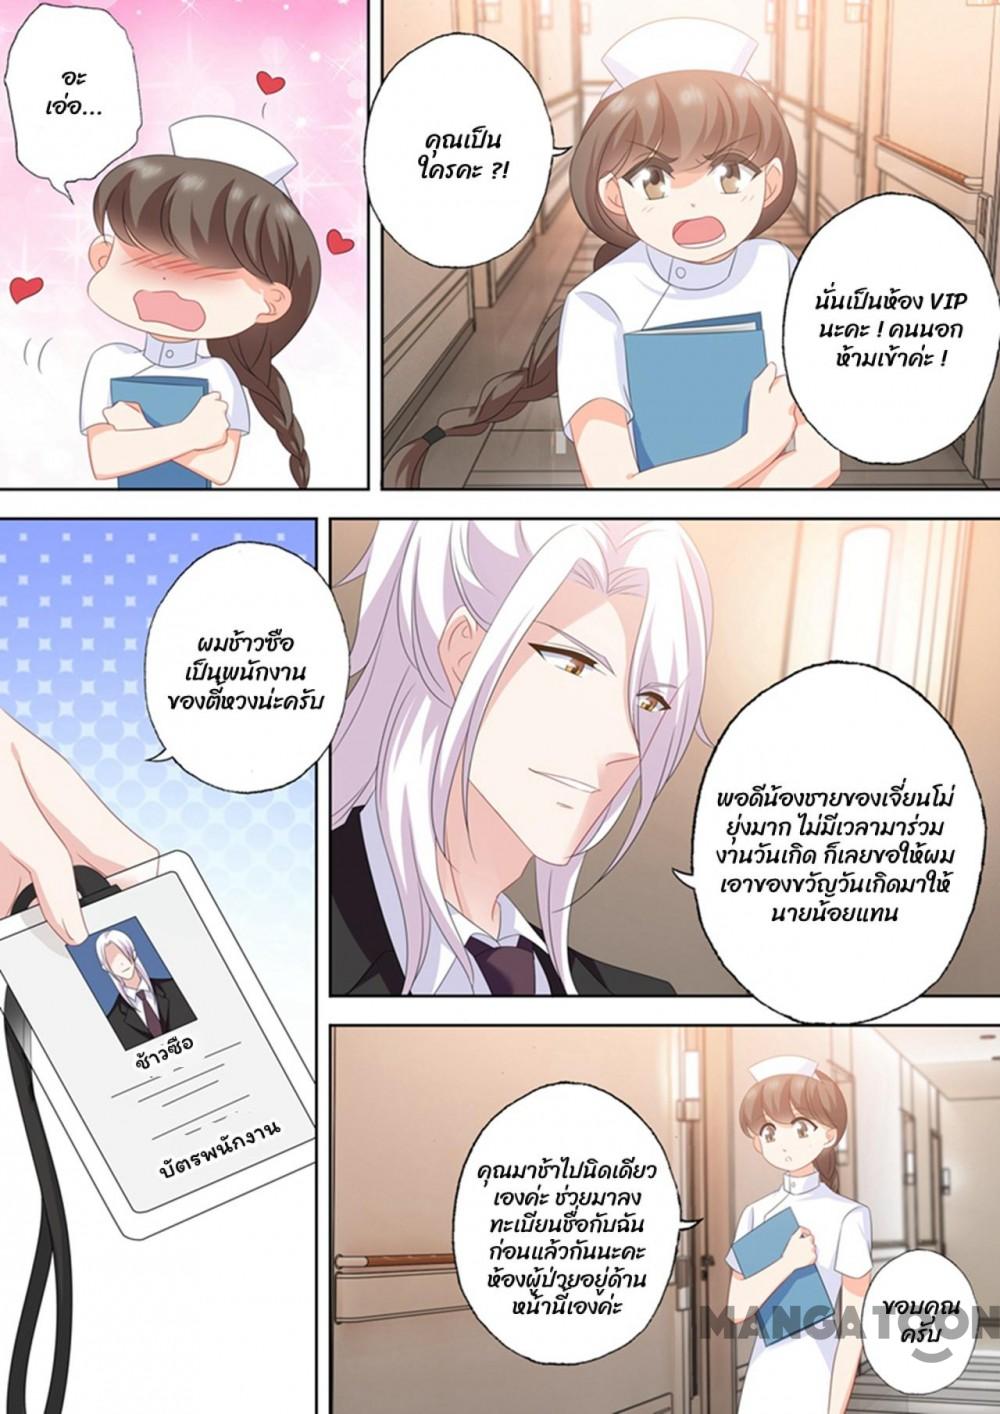 อะ
เอ่อ...
คุณเป็น
ใครคะ ?!
นั่นเป็นห้อง VIP
นะคะ ! คนนอก
ห้ามเข้าค่ะ !
ผมช้าวซือ
เป็นพนักงาน
ของตี้หวงน่ะครับ
ช้าวซือ
บัตรพนักงาน
พอดีน้องชายของเจี่ยนโม่
ยุ่งมาก ไม่มีเวลามาร่วม
งานวันเกิด ก็เลยขอให้ผม
เอาของขวัญวันเกิดมาให้
นายน้อยแทน
คุณมาช้าไปนิดเดียว
เองค่ะ ช่วยมาลง
ทะเบียนชื่อกับฉัน
ก่อนแล้วกันนะคะ
ห้องผู้ป่วยอยู่ด้าน
หน้านี้เองค่ะ
ขอบคุณ
ครับ
MANGATOON